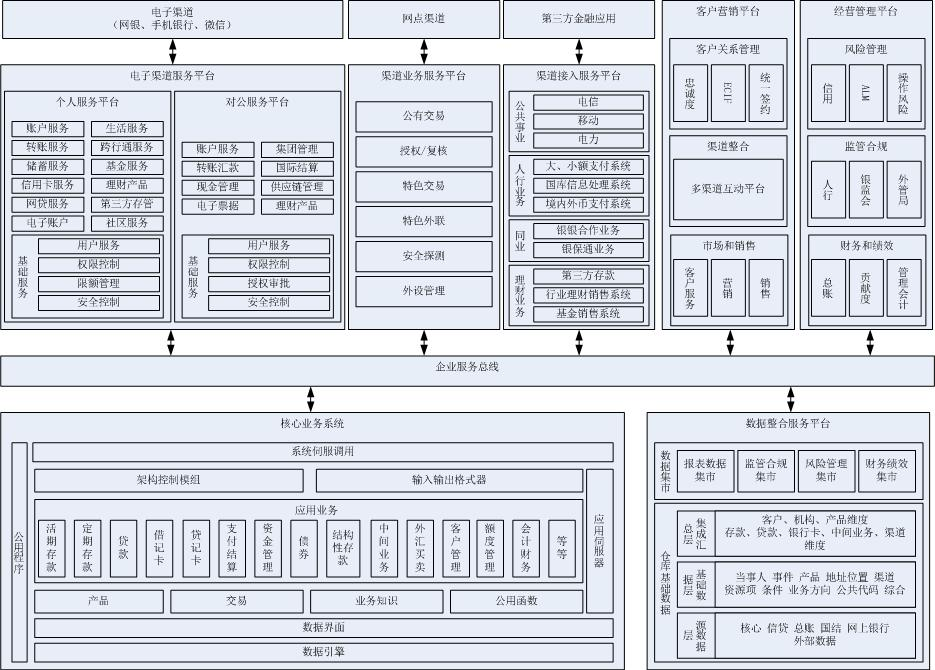 电子渠道
（网银、手机银行、微信）
网点渠道
第三方金融应用
客户营销平台
经营管理平台
电子渠道服务平台
个人服务平台
账户服务
生活服务
转账服务
跨行通服务
储蓄服务
基金服务
信用卡服务
理财产品
网贷服务
第三方存管
电子账户
社区服务
基础服务
用户服务
权限控制
限额管理
安全控制
对公服务平台
账户服务
集团管理
转账汇款
国际结算
现金管理
供应链管理
电子票据
理财产品
基础服务
用户服务
权限控制
授权审批
安全控制
渠道业务服务平台
公有交易
授权/复核
特色交易
特色外联
安全探测
外设管理
渠道接入服务平台
公共事业
电信
移动
电力
人行业务
大、小额支付系统
国库信息处理系统
境内外币支付系统
同业
银银合作业务
银保通业务
理财业务
第三方存款
行业理财销售系统
基金销售系统
客户关系管理
忠诚度
ECIF
统一签约
渠道整合
多渠道互动平台
市场和销售
客户服务
营销
销售
风险管理
信用
ALM
操作风险
监管合规
人行
银监会
外管局
财务和绩效
总账
贡献度
管理会计
企业服务总线
核心业务系统
公用程序
系统伺服调用
架构控制模组
输入输出格式器
应用业务
活期存款
定期存款
贷款
借记卡
贷记卡
支付结算
资金管理
债券
结构性存款
中间业务
外汇买卖
客户管理
额度管理
会计财务
等等
应用伺服器
产品
交易
业务知识
公用函数
数据界面
数据引擎
数据整合服务平台
数据集市
报表数据
集市
监管合规
集市
风险管理
集市
财务绩效
集市
仓库基础数据
集成汇总层
客户、机构、产品维度
存款、贷款、银行卡、中间业务、渠道
维度
基础数据层
当事人 事件 产品 地址位置 渠道
资源项 条件 业务方向 公共代码 综合
源数据层
核心 信贷 总账 国结 网上银行
外部数据